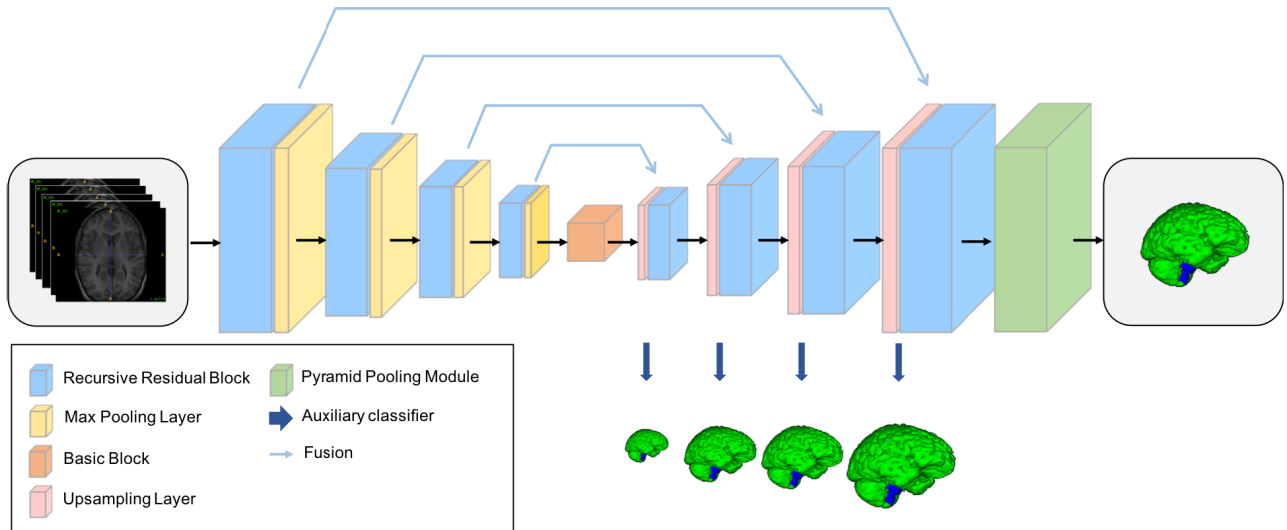 Recursive Residual Block
Pyramid Pooling Module
Max Pooling Layer
Auxiliary classifier
Basic Block
Fusion
Upsampling Layer